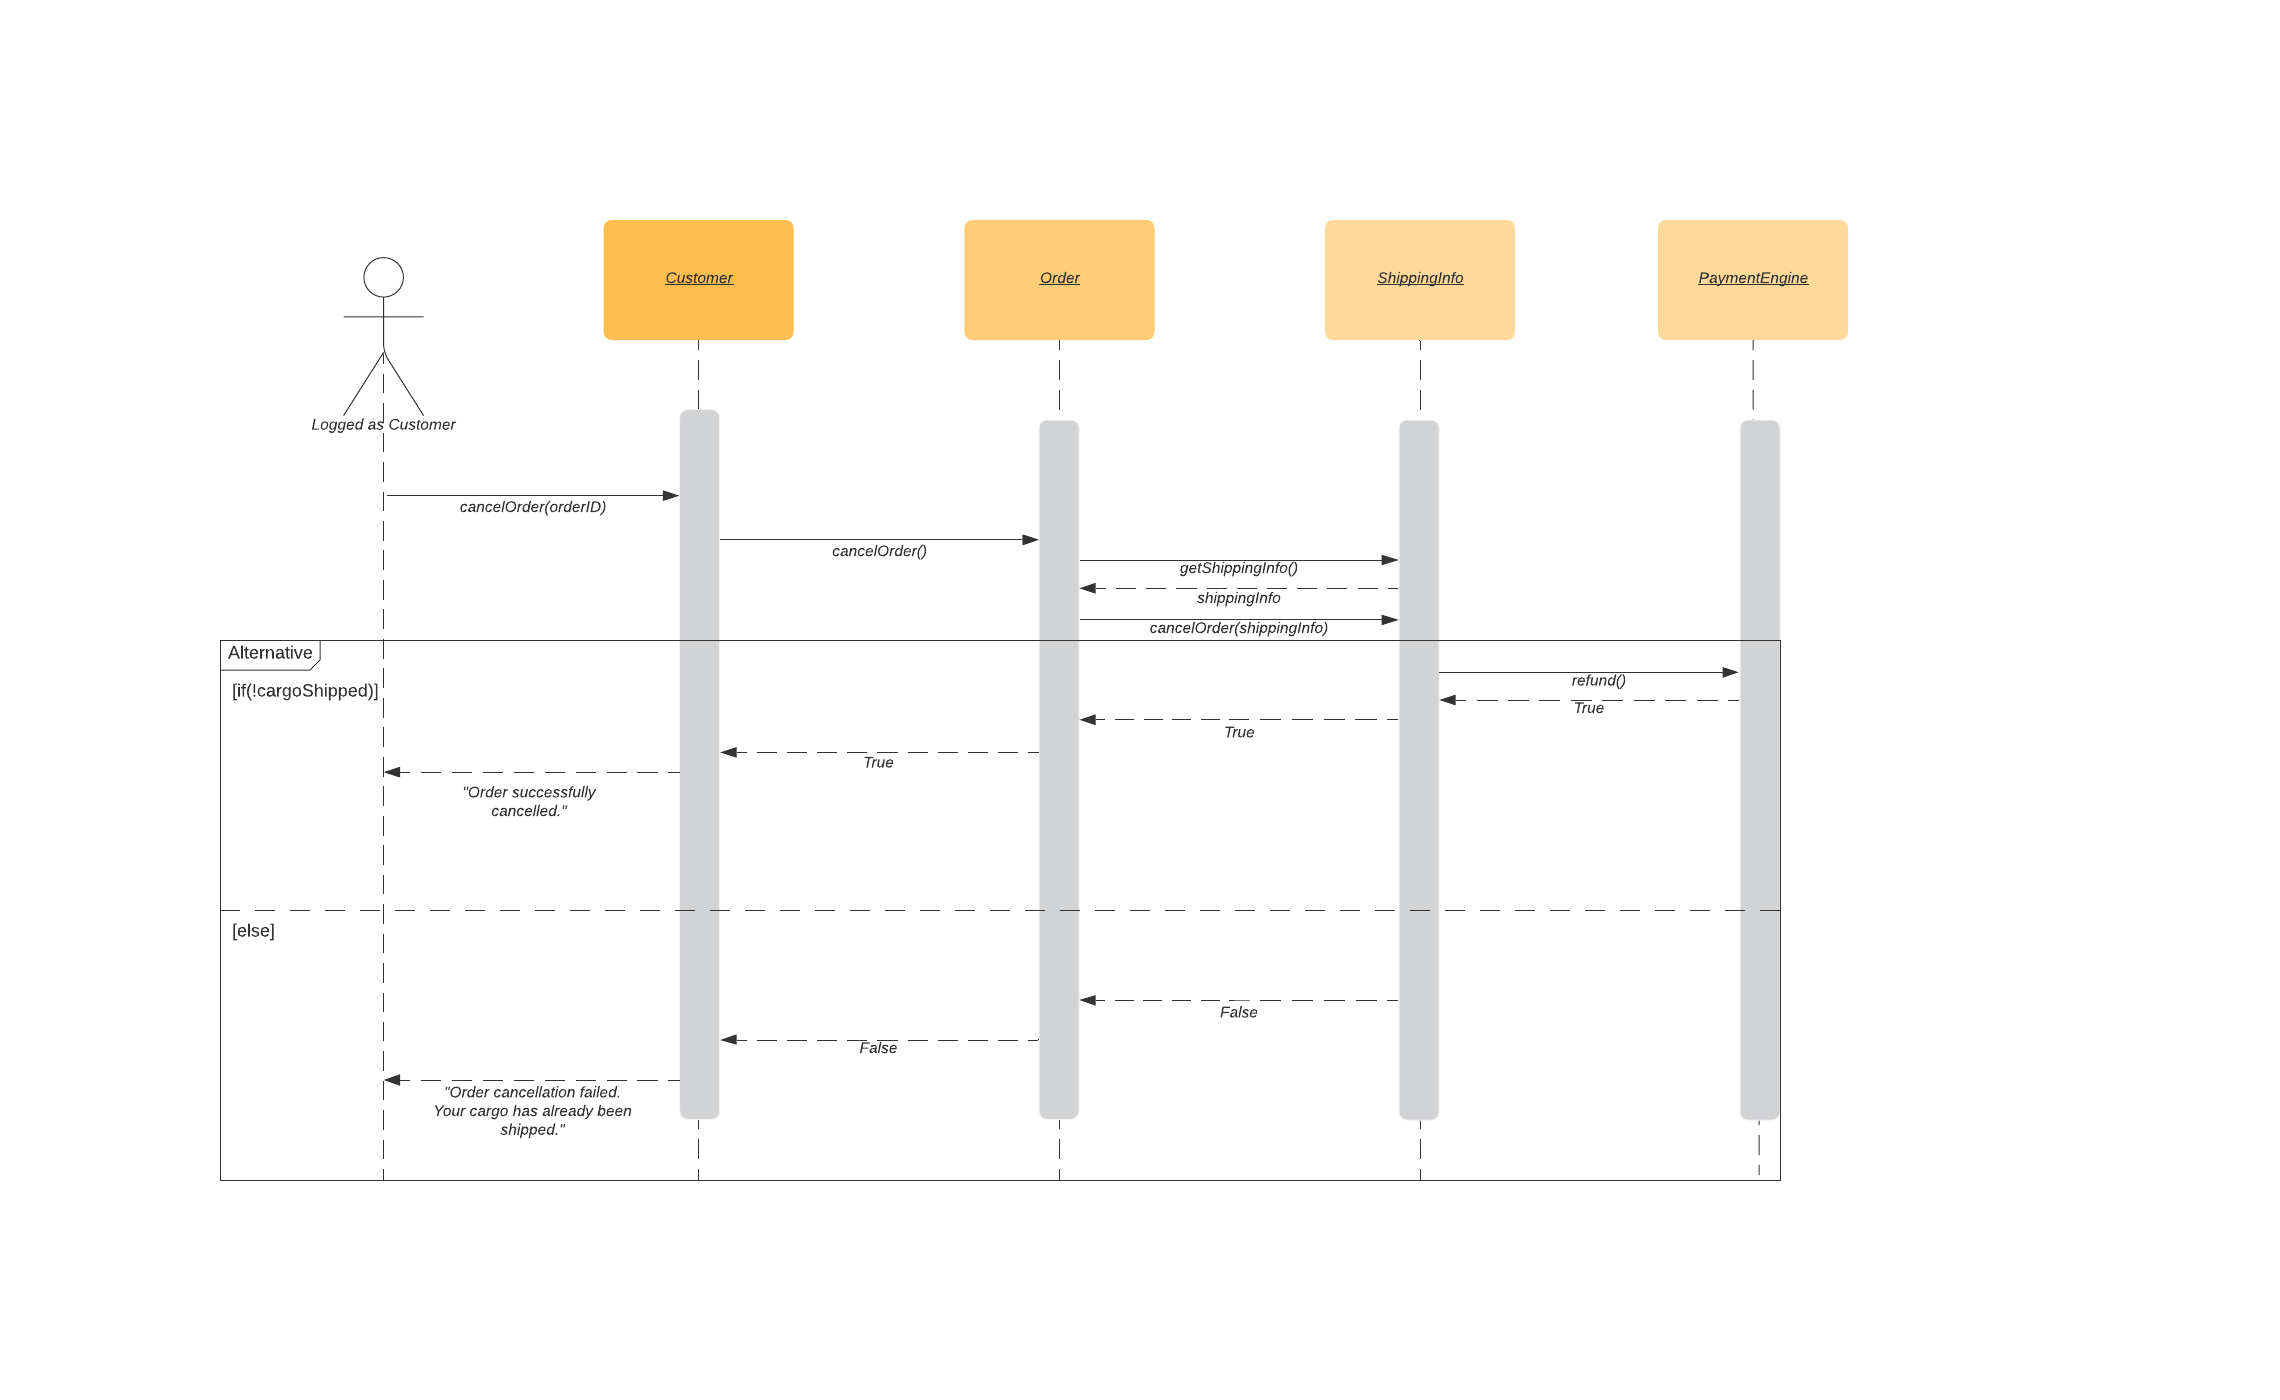 Customer
Order
ShippingInfo
PaymentEngine
Logged as Customer
cancelOrder(orderID)
cancelOrder()
getShippingInfo()
shippingInfo
cancelOrder(shippingInfo)
Alternative
[if(!cargoShipped)]
refund()
True
True
True
"Order successfully
cancelled."
[else]
False
False
"Order cancellation failed.
Your cargo has already been
shipped."